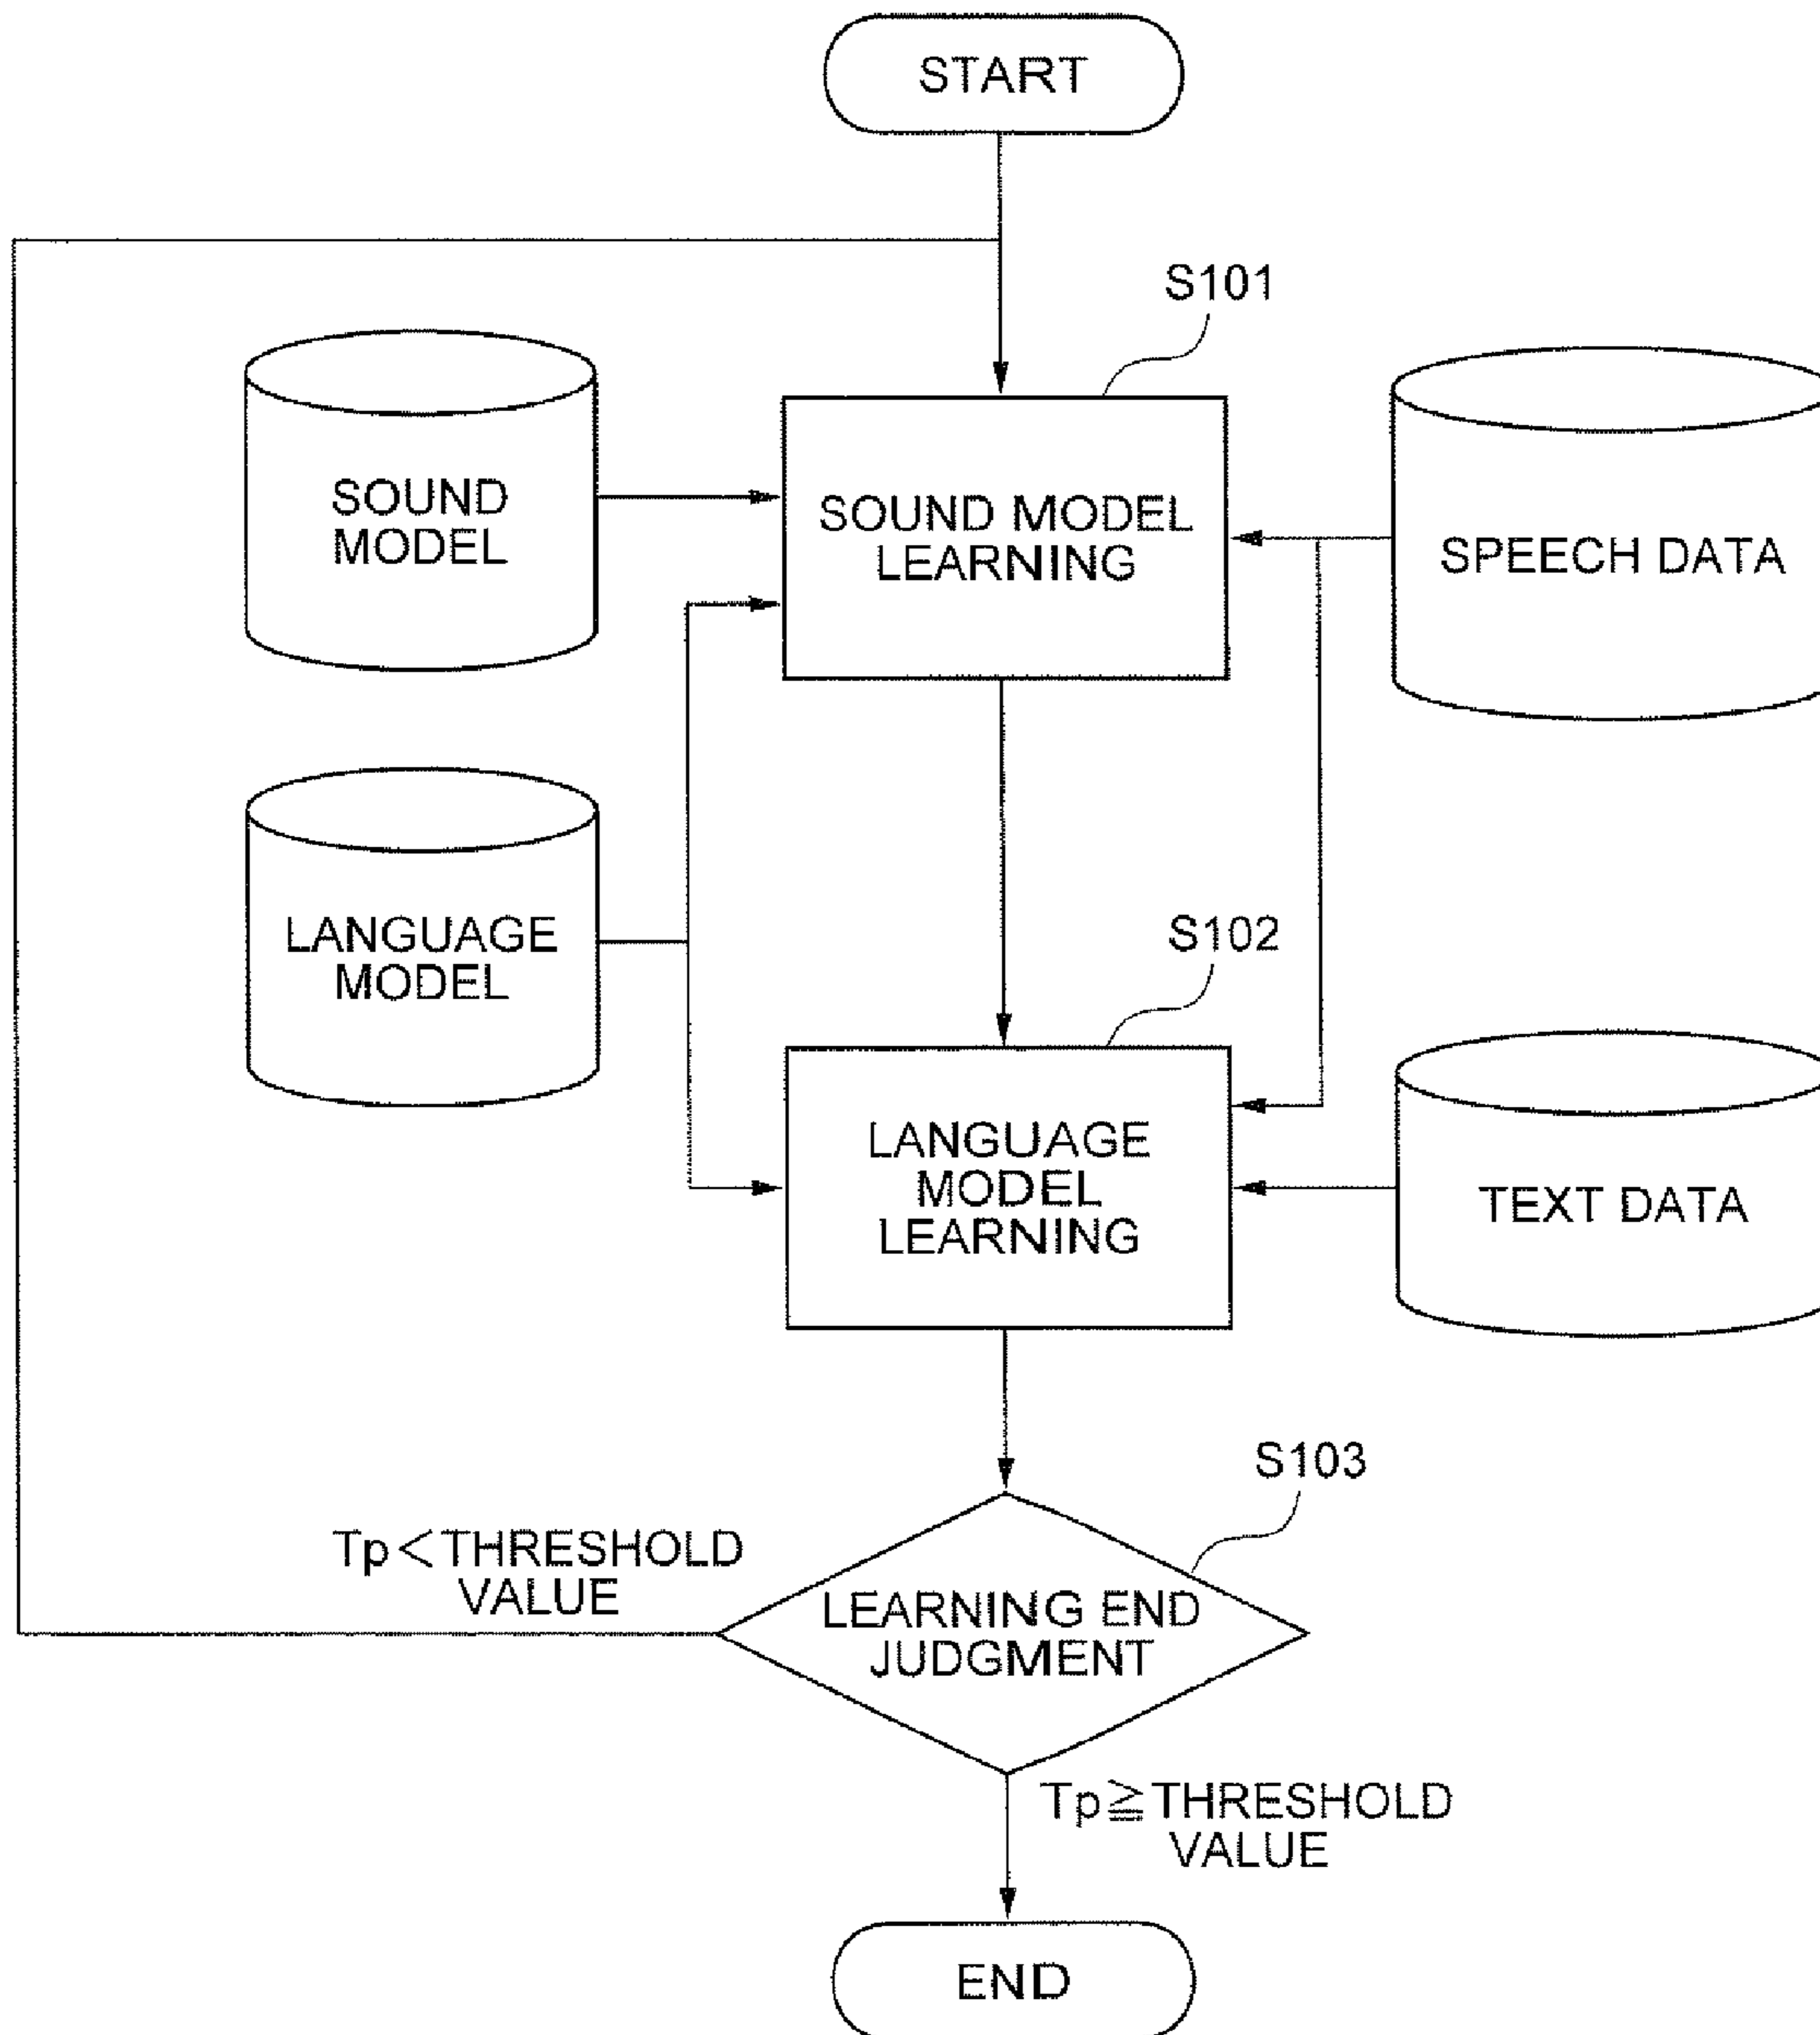 START
S101
SOUND
MODEL
SOUND MODEL
LEARNING
SPEECH DATA
LANGUAGE
MODEL
S102
LANGUAGE
MODEL
LEARNING
TEXT DATA
S103
Tp<THRESHOLD
VALUE
LEARNING END
JUDGMENT
Tp≧THRESHOLD
VALUE
END